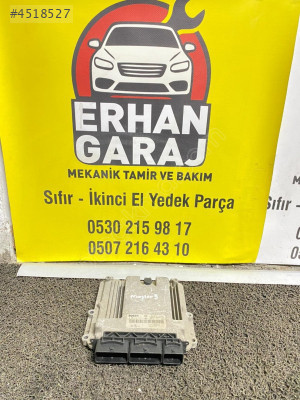 #4518527
ERHAN
GARAJ
MEKANİK TAMİR VE BAKIM
Sıfır - İkinci El Yedek Parça
0530 215 98 17
0507 216 43 10